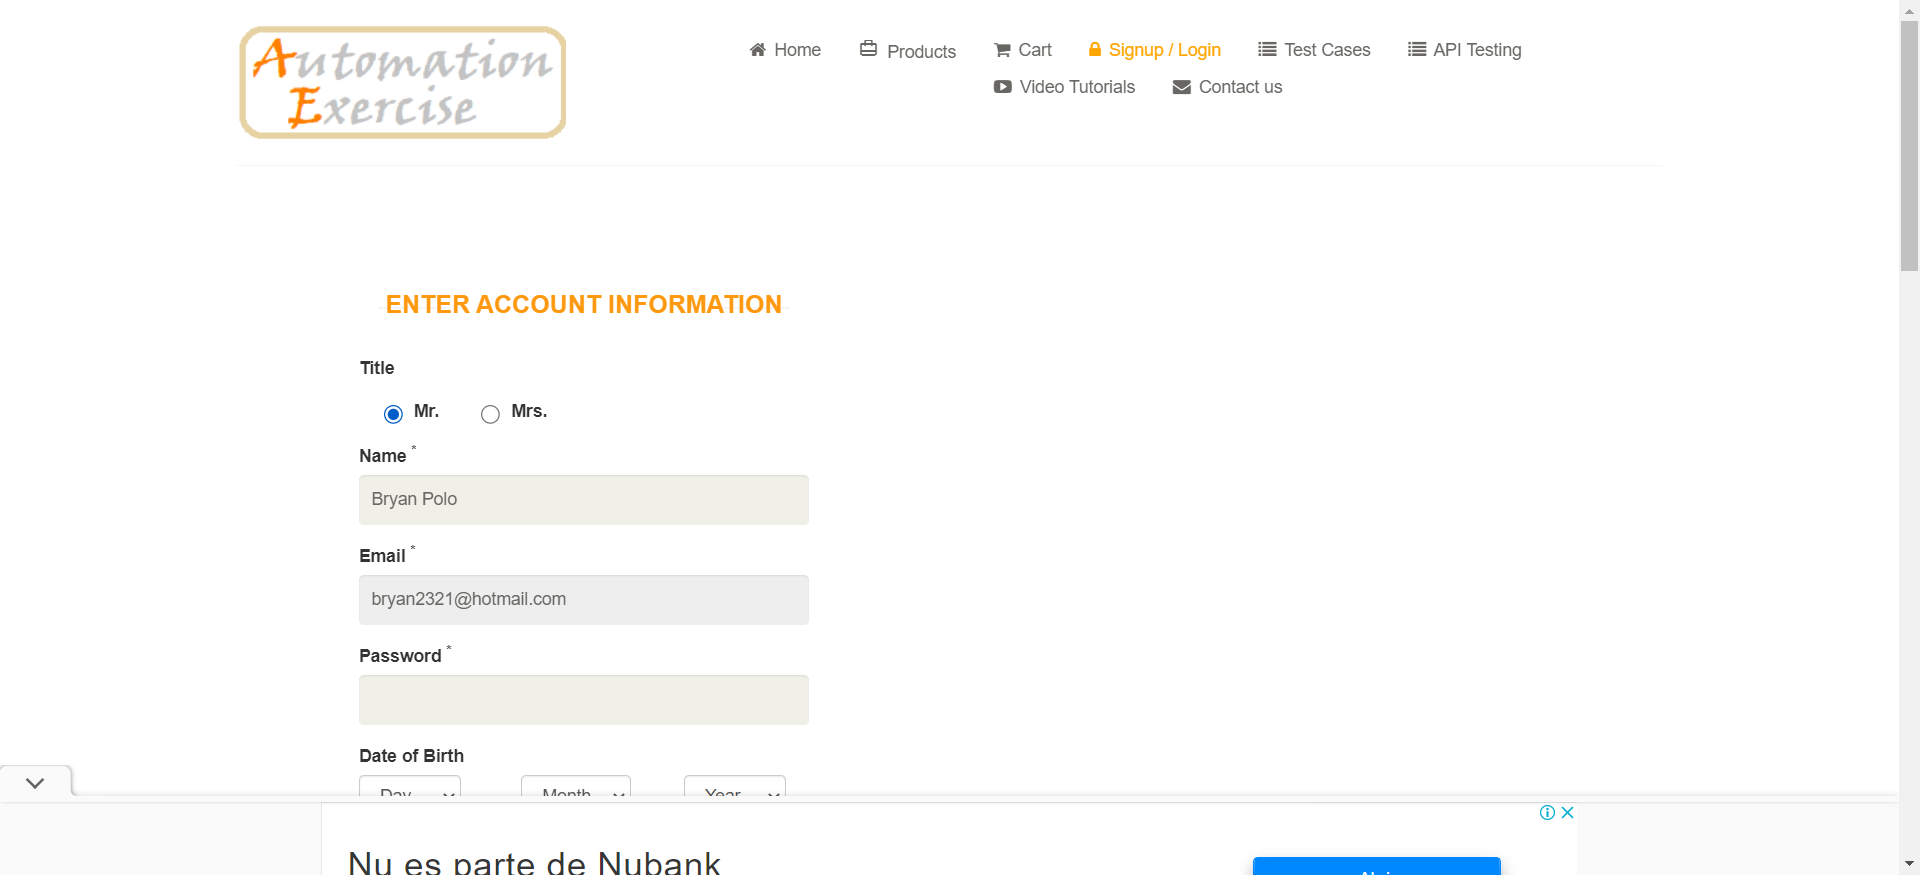 Automation
Exercise
Home
Products
Cart
Signup / Login
Test Cases
API Testing
Video Tutorials
Contact us
ENTER ACCOUNT INFORMATION
Title
Mr.
Mrs.
Name *
Bryan Polo
Email *
bryan2321@hotmail.com
Password *
Date of Birth
Day
Month
Year
Nu es parte de Nubank